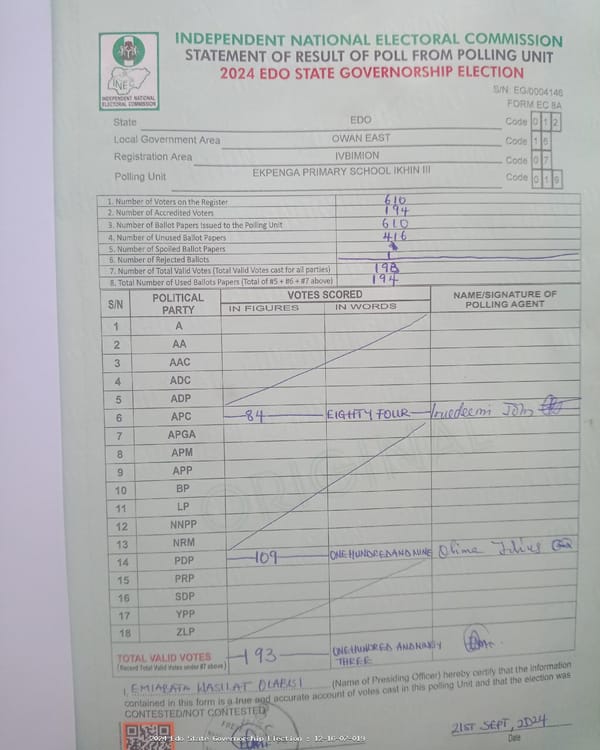 INDEPENDENT NATIONAL ELECTORAL COMMISSION
STATEMENT OF RESULT OF POLL FROM POLLING UNIT
2024 EDO STATE GOVERNORSHIP ELECTION
INEC
INDEPENDENT NATIONAL
ELECTORAL COMMISSION
S/N: EG/0004146
FORM EC 8A
State EDO Code 0 1 2
Local Government Area OWAN EAST Code 1 6
Registration Area IVBIMION Code 0 7
Polling Unit EKPENGA PRIMARY SCHOOL IKHIN III Code 0 1 9
1. Number of Voters on the Register 610
2. Number of Accredited Voters 194
3. Number of Ballot Papers Issued to the Polling Unit 610
4. Number of Unused Ballot Papers 416
5. Number of Spoiled Ballot Papers
6. Number of Rejected Ballots 1
7. Number of Total Valid Votes (Total Valid Votes cast for all parties) 193
8. Total Number of Used Ballots Papers (Total of #5 + #6 + #7 above) 194
S/N POLITICAL PARTY VOTES SCORED NAME/SIGNATURE OF POLLING AGENT
IN FIGURES IN WORDS
1 A
2 AA
3 AAC
4 ADC
5 ADP
6 APC 84 EIGHTY FOUR John
7 APGA
8 APM
9 APP
10 BP
11 LP
12 NNPP
13 NRM
14 PDP 109 ONE HUNDRED AND NINE
15 PRP
16 SDP
17 YPP
18 ZLP
ORIGINAL
TOTAL VALID VOTES 193 ONE HUNDRED AND NINETY THREE
(Record Total Valid Votes under #7 above)
I, EMIABATA WASILAT OLABISI (Name of Presiding Officer) hereby certify that the information
contained in this form is a true and accurate account of votes cast in this polling Unit and that the election was
CONTESTED/NOT CONTESTED
21ST SEPT, 2024
Date
2024 Edo State Governorship Election : 12-16-07-019